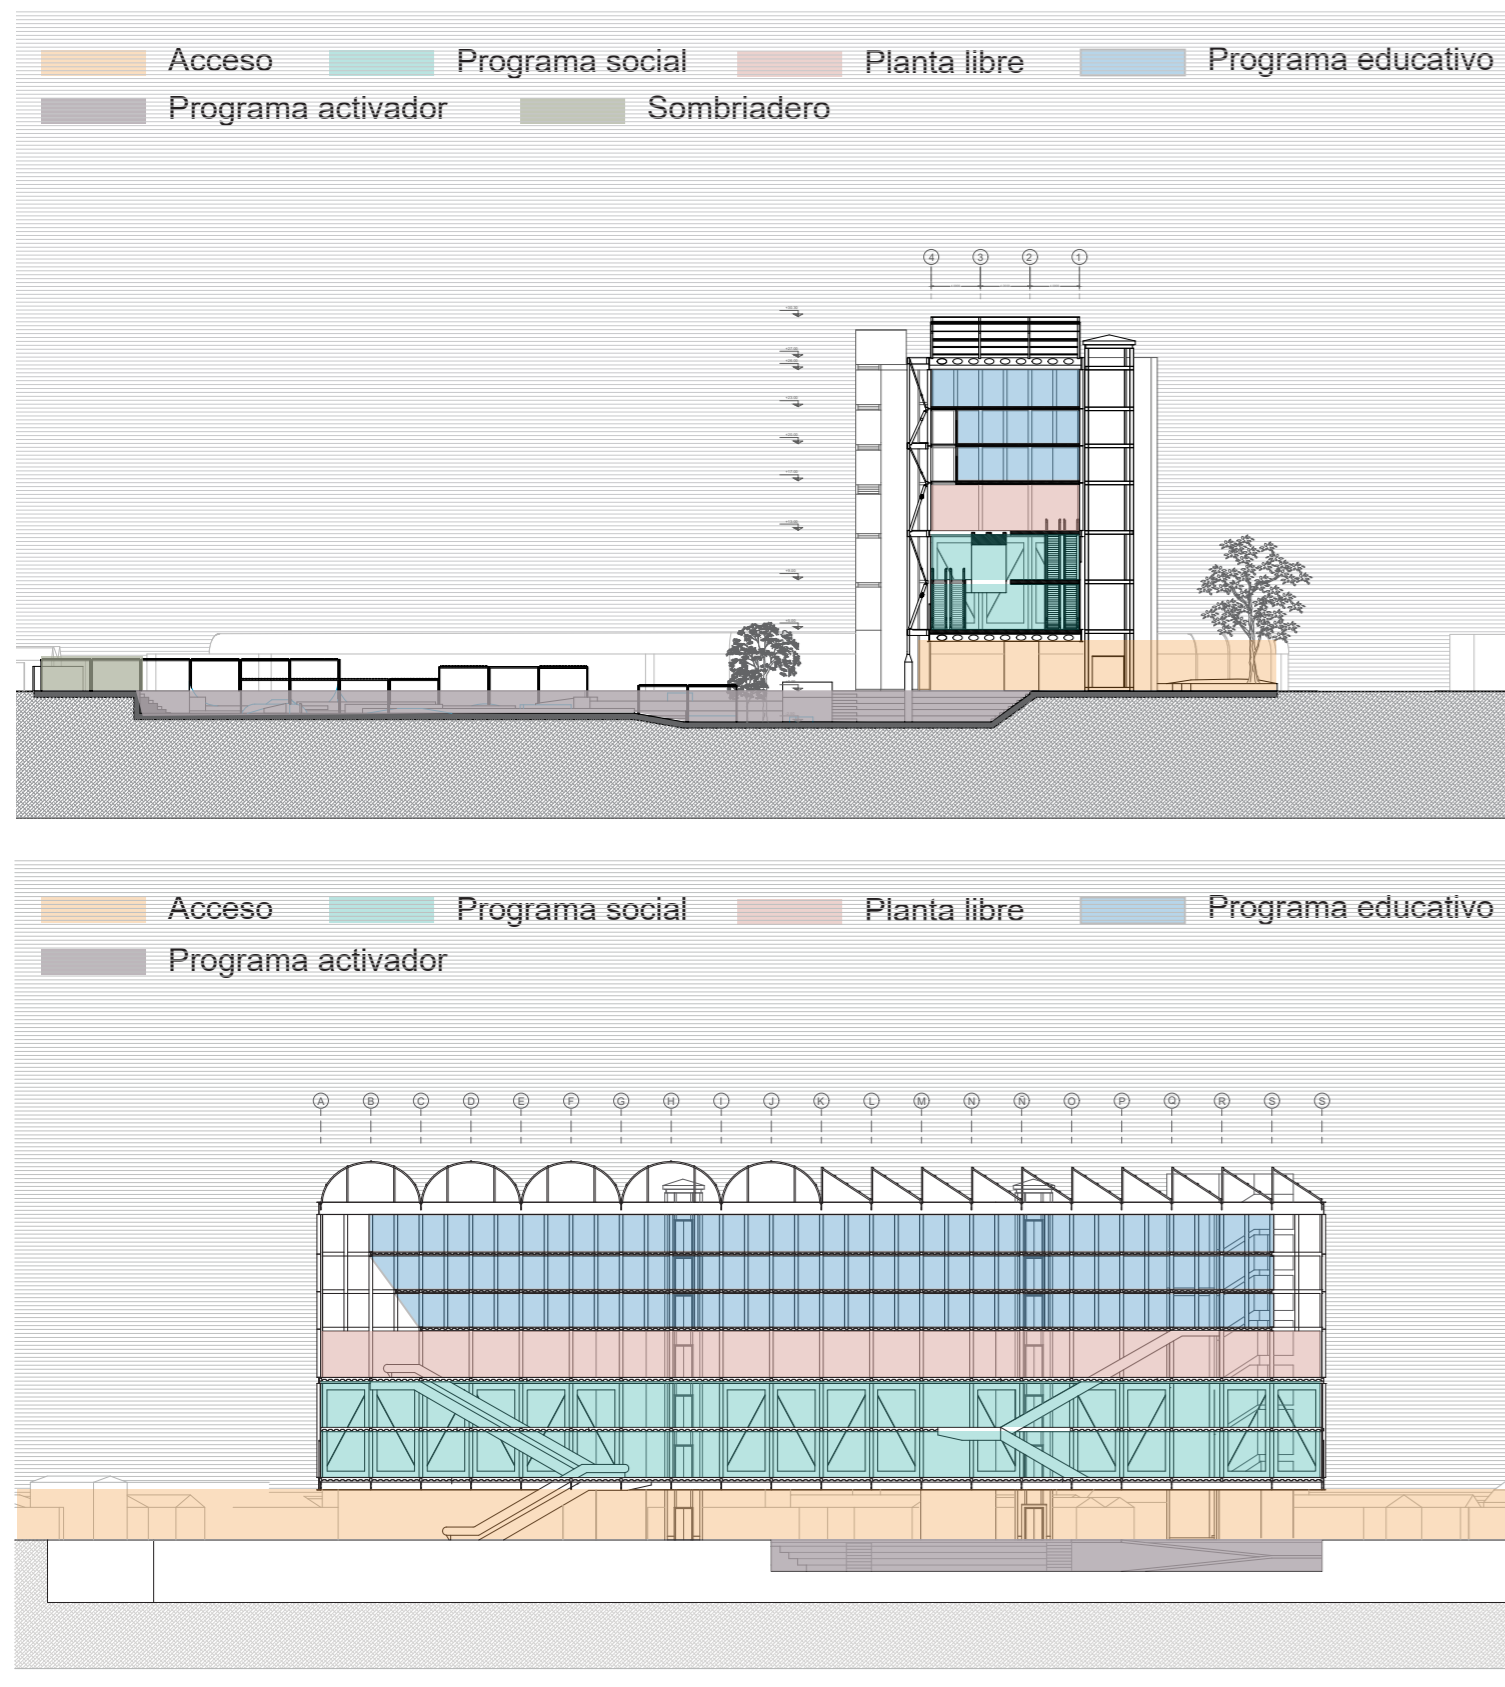 Acceso Programa social Planta libre Programa educativo
Programa activador Sombriadero
4 3 2 1
Acceso Programa social Planta libre Programa educativo
Programa activador
A B C D E F G H I J K L M N Ñ O P Q R S S